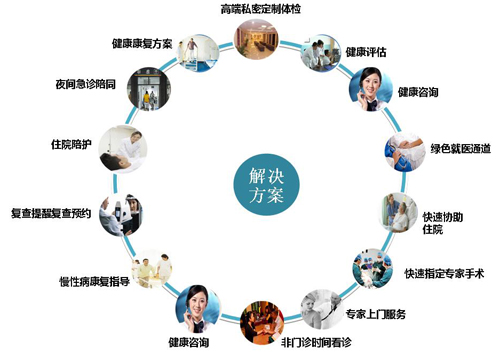 高端私密定制体检
健康康复方案
健康评估
夜间急诊陪同
健康咨询
住院陪护
绿色就医通道
解决
方案
复查提醒复查预约
快速协助
住院
慢性病康复指导
快速指定专家手术
专家上门服务
健康咨询
非门诊时间看诊